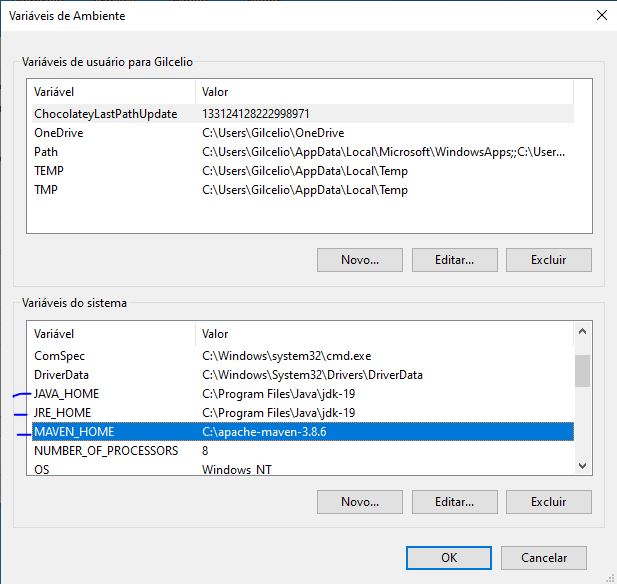 Variáveis de Ambiente
Variáveis de usuário para Gilcelio
Variável Valor
ChocolateyLastPathUpdate 133124128222998971
OneDrive C:\Users\Gilcelio\OneDrive
Path C:\Users\Gilcelio\AppData\Local\Microsoft\WindowsApps;;C:\User...
TEMP C:\Users\Gilcelio\AppData\Local\Temp
TMP C:\Users\Gilcelio\AppData\Local\Temp
Novo... Editar... Excluir
Variáveis do sistema
Variável Valor
ComSpec C:\Windows\system32\cmd.exe
DriverData C:\Windows\System32\Drivers\DriverData
JAVA_HOME C:\Program Files\Java\jdk-19
JRE_HOME C:\Program Files\Java\jdk-19
MAVEN_HOME C:\apache-maven-3.8.6
NUMBER_OF_PROCESSORS 8
OS Windows_NT
Novo... Editar... Excluir
OK Cancelar